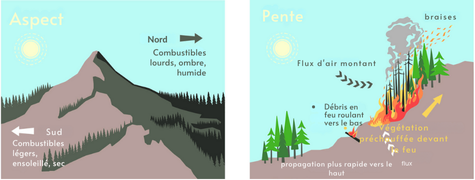 Aspect
Nord
Combustibles
lourds, ombre,
humide
Sud
Combustibles
légers,
ensoleillé, sec
Pente
braises
Flux d'air montant
• Débris en
feu roulant
vers le bas
Végétation
préchauffée devant
le feu
propagation plus rapide vers le
haut
flux